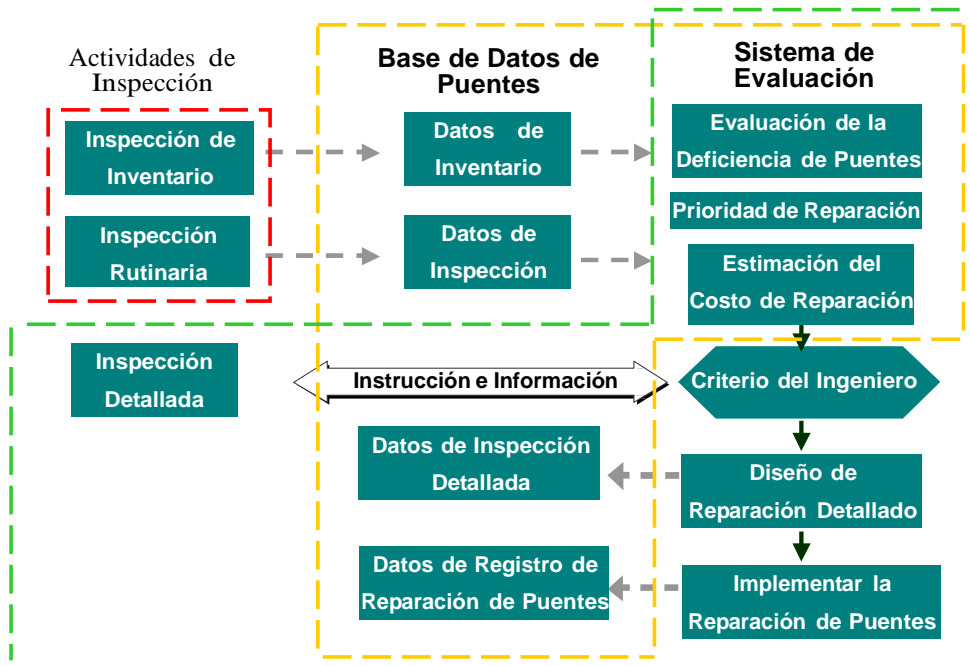 Actividades de
Inspección
Base de Datos de
Puentes
Sistema de
Evaluación
Inspección de
Inventario
Datos de
Inventario
Evaluación de la
Deficiencia de Puentes
Prioridad de Reparación
Inspección
Rutinaria
Datos de
Inspección
Estimación del
Costo de Reparación
Inspección
Detallada
Instrucción e Información
Criterio del Ingeniero
Datos de Inspección
Detallada
Diseño de
Reparación Detallado
Datos de Registro de
Reparación de Puentes
Implementar la
Reparación de Puentes